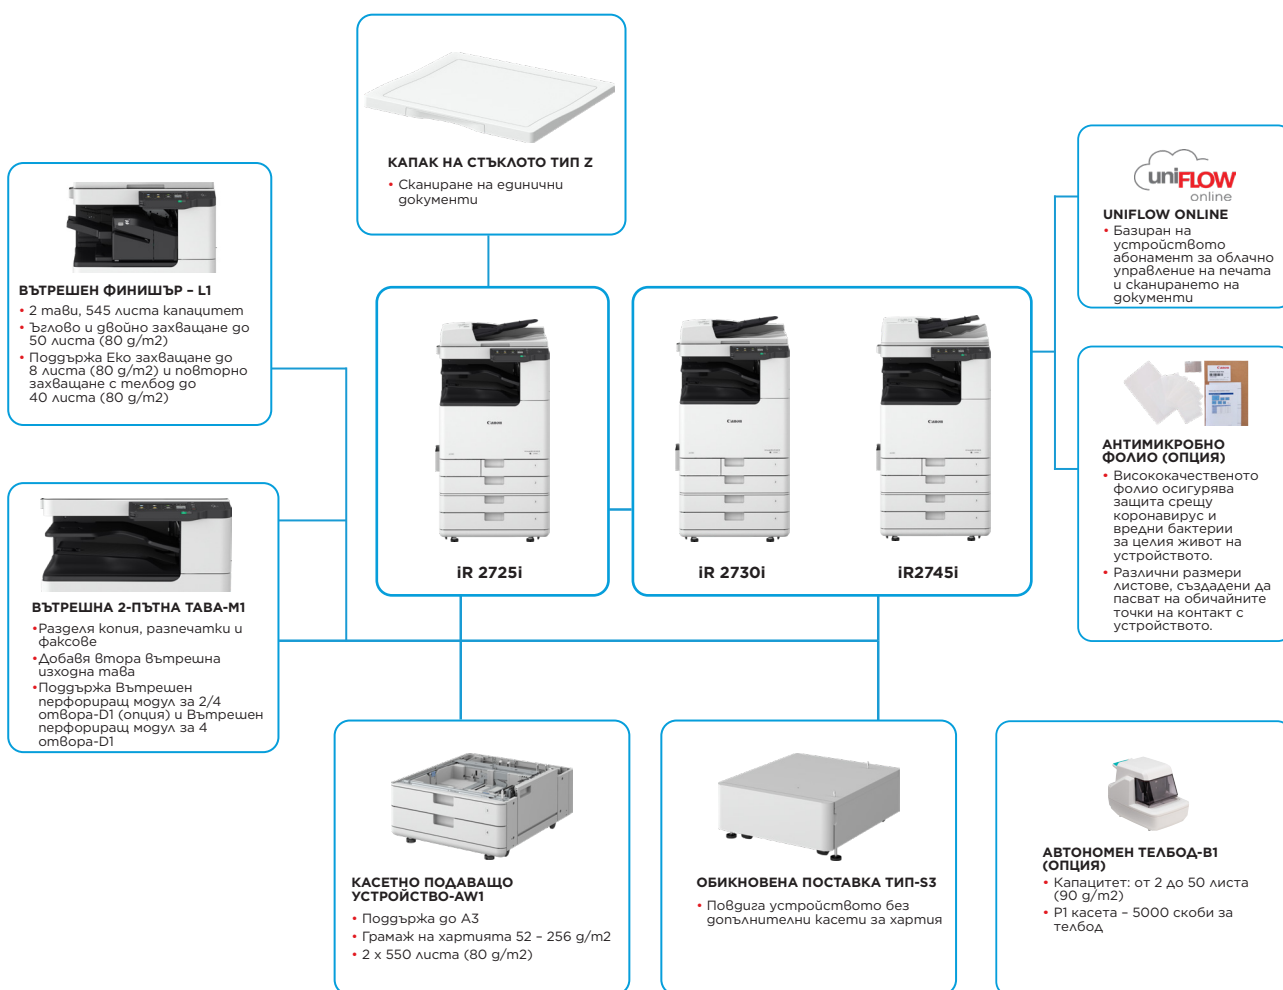 КАПАК НА СТЪКЛОТО ТИП Z
• Сканиране на единични
документи
ВЪТРЕШЕН ФИНИШЪР – L1
• 2 тави, 545 листа капацитет
• Ъглово и двойно захващане до
50 листа (80 g/m2)
• Поддържа Еко захващане до
8 листа (80 g/m2) и повторно
захващане с телбод до
40 листа (80 g/m2)
ВЪТРЕШНА 2-ПЪТНА ТАВА-M1
•Разделя копия, разпечатки и
факсове
•Добавя втора вътрешна
изходна тава
•Поддържа Вътрешен
перфориращ модул за 2/4
отвора-D1 (опция) и Вътрешен
перфориращ модул за 4
отвора-D1
Canon
iR 2725i
Canon
iR 2730i
Canon
iR2745i
uniFLOW
online
UNIFLOW ONLINE
• Базиран на
устройството
абонамент за облачно
управление на печата
и сканирането на
документи
АНТИМИКРОБНО
ФОЛИО (ОПЦИЯ)
• Висококачественото
фолио осигурява
защита срещу
коронавирус и
вредни бактерии
за целия живот на
устройството.
• Различни размери
листове, създадени да
пасват на обичайните
точки на контакт с
устройството.
КАСЕТНО ПОДАВАЩО
УСТРОЙСТВО-AW1
• Поддържа до А3
• Грамаж на хартията 52 – 256 g/m2
• 2 x 550 листа (80 g/m2)
ОБИКНОВЕНА ПОСТАВКА ТИП-S3
• Повдига устройството без
допълнителни касети за хартия
АВТОНОМЕН ТЕЛБОД-B1
(ОПЦИЯ)
• Капацитет: от 2 до 50 листа
(90 g/m2)
• P1 касета – 5000 скоби за
телбод